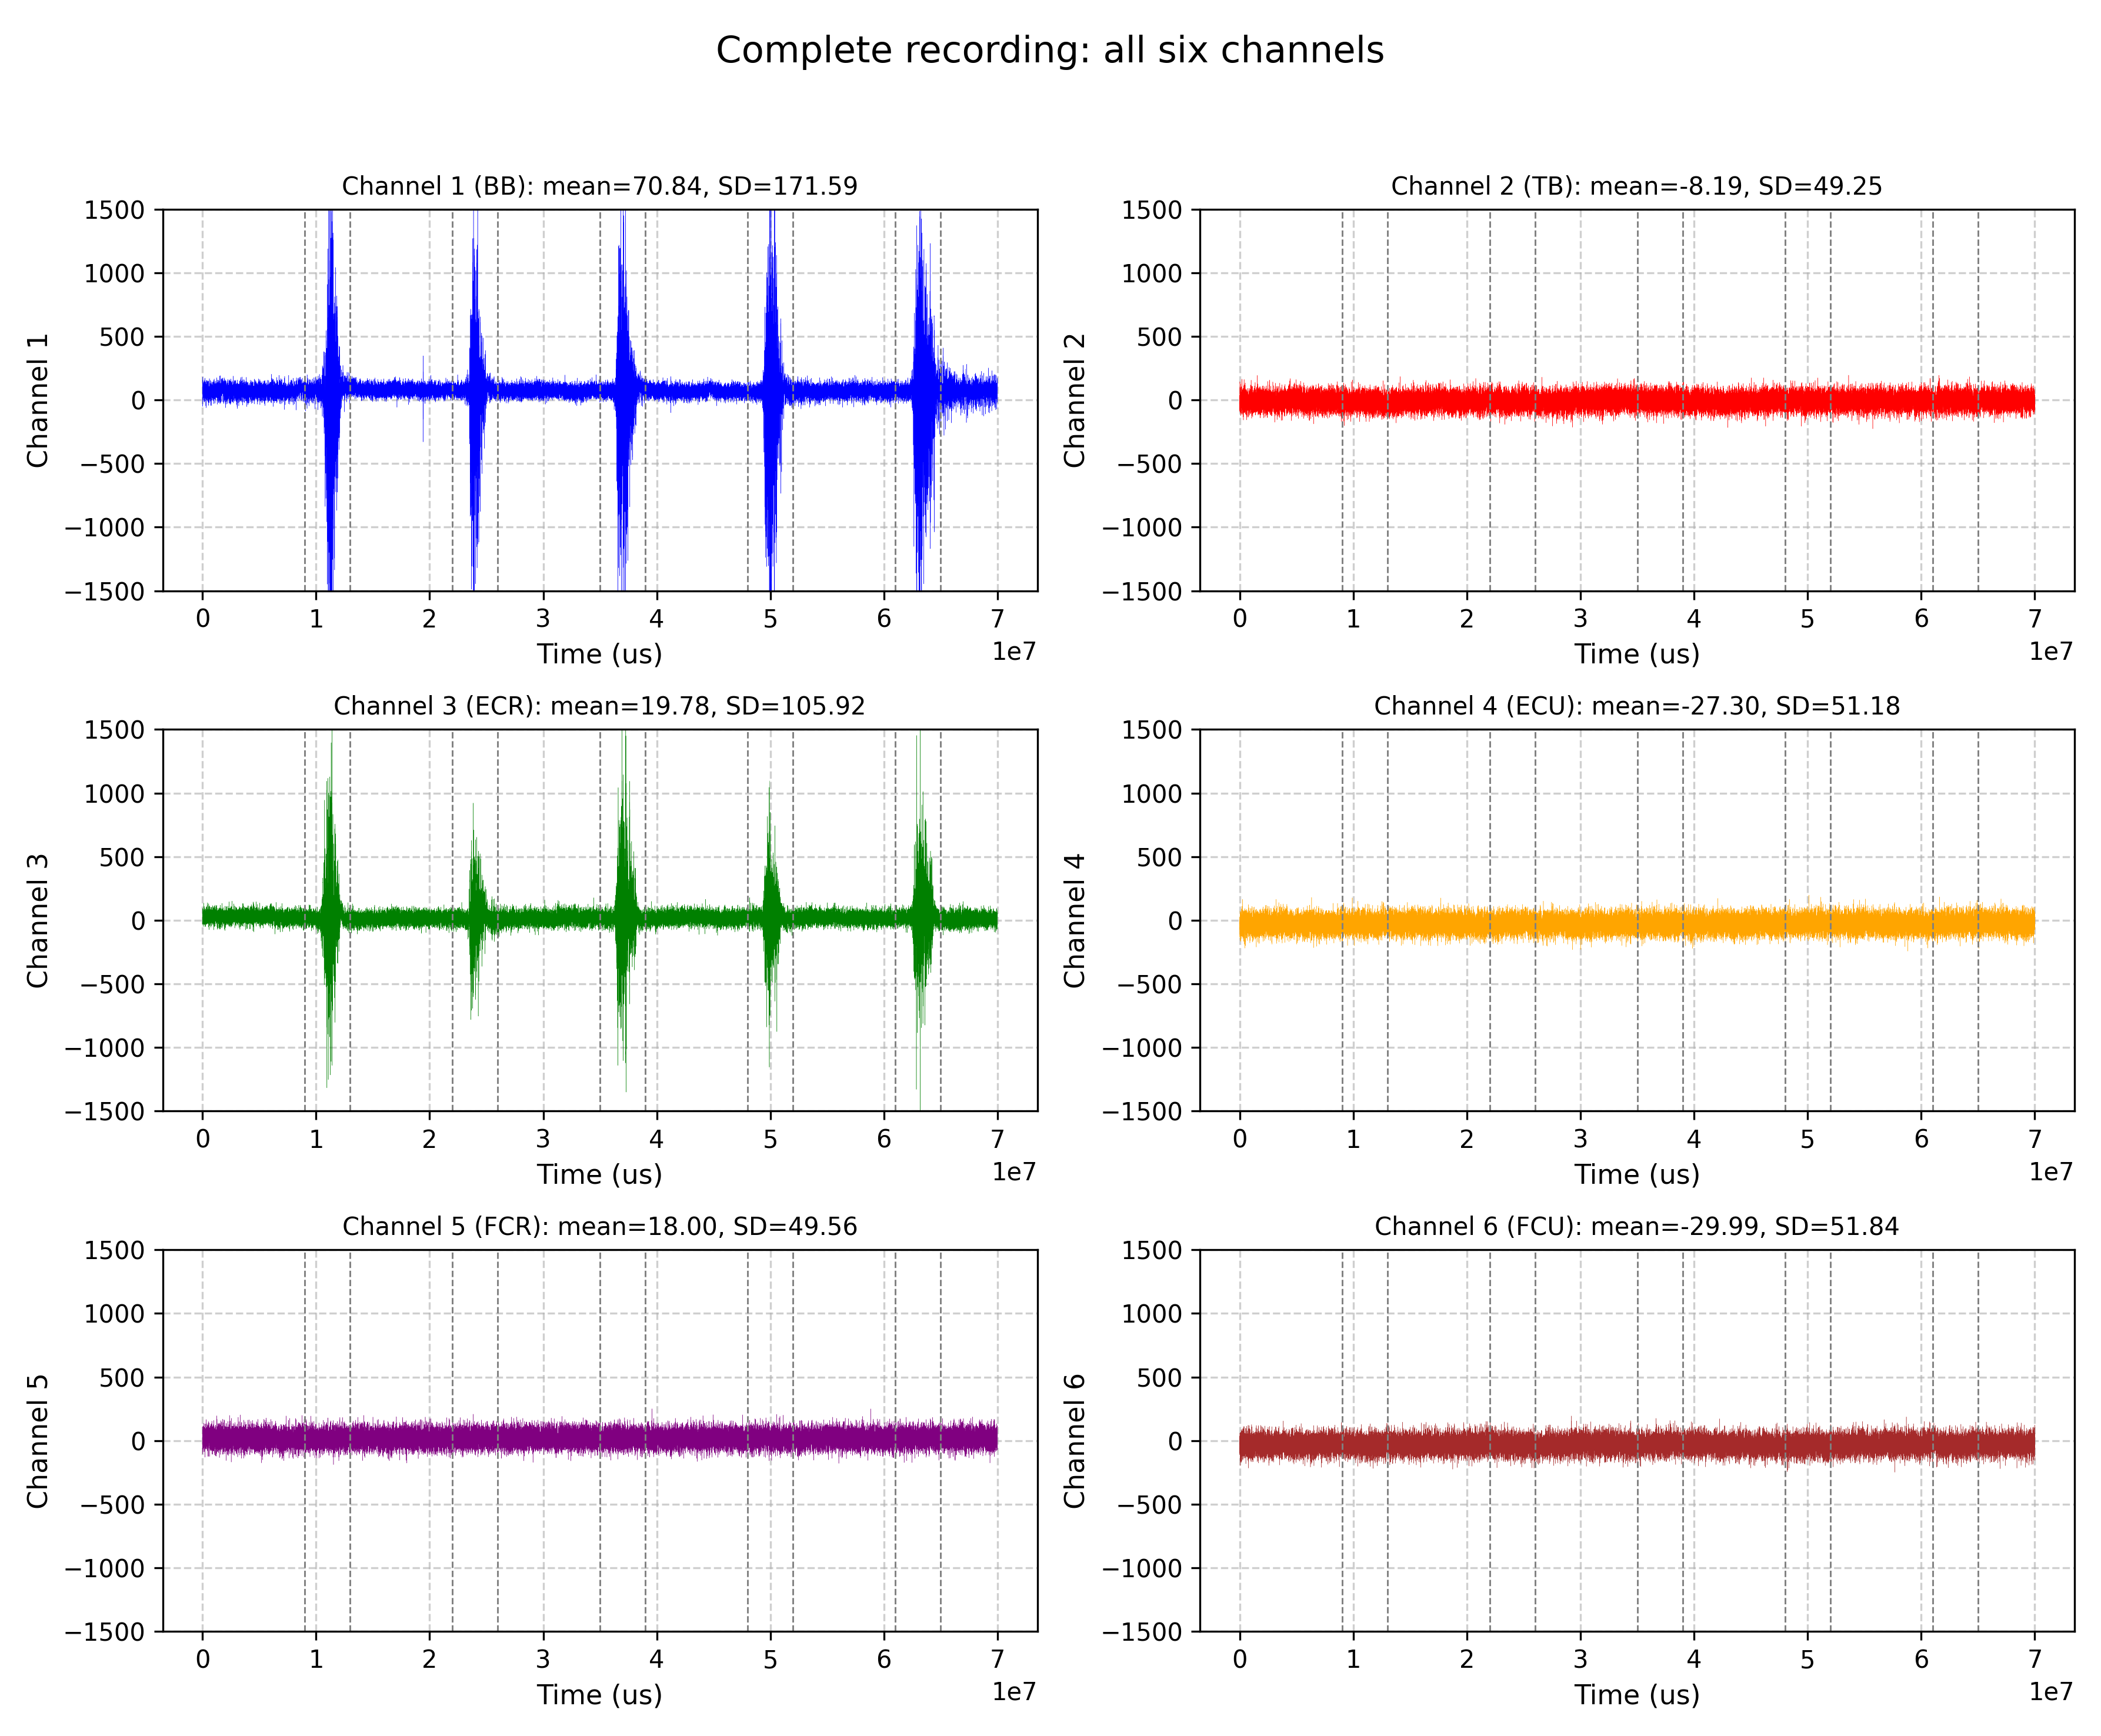 Complete recording: all six channels
Channel 1 (BB): mean=70.84, SD=171.59
Channel 1
1500
1000
500
0
−500
−1000
−1500
0 1 2 3 4 5 6 7
1e7
Time (us)
Channel 2 (TB): mean=-8.19, SD=49.25
Channel 2
1500
1000
500
0
−500
−1000
−1500
0 1 2 3 4 5 6 7
1e7
Time (us)
Channel 3 (ECR): mean=19.78, SD=105.92
Channel 3
1500
1000
500
0
−500
−1000
−1500
0 1 2 3 4 5 6 7
1e7
Time (us)
Channel 4 (ECU): mean=-27.30, SD=51.18
Channel 4
1500
1000
500
0
−500
−1000
−1500
0 1 2 3 4 5 6 7
1e7
Time (us)
Channel 5 (FCR): mean=18.00, SD=49.56
Channel 5
1500
1000
500
0
−500
−1000
−1500
0 1 2 3 4 5 6 7
1e7
Time (us)
Channel 6 (FCU): mean=-29.99, SD=51.84
Channel 6
1500
1000
500
0
−500
−1000
−1500
0 1 2 3 4 5 6 7
1e7
Time (us)